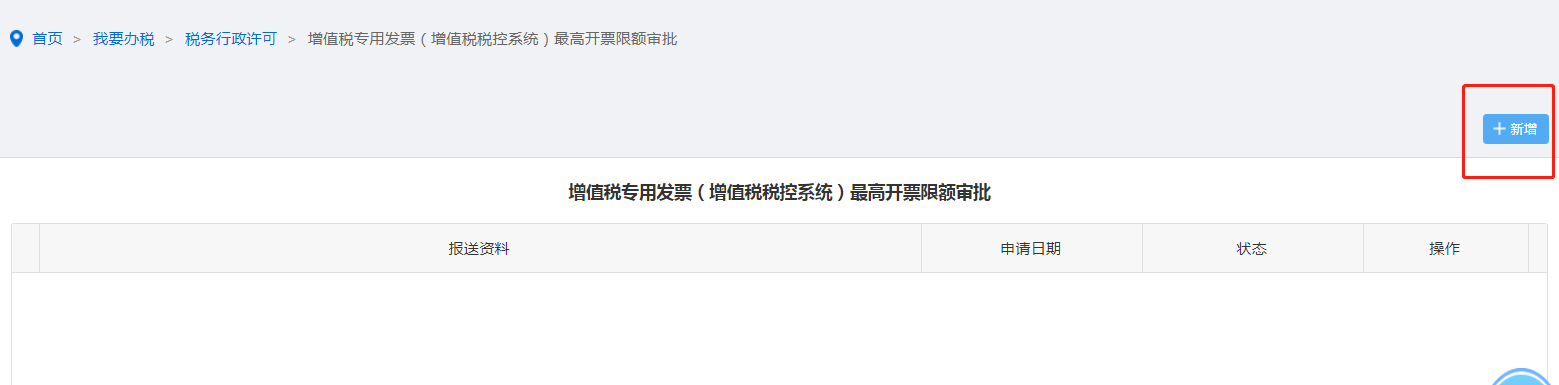 首页 > 我要办税 > 税务行政许可 > 增值税专用发票（增值税税控系统）最高开票限额审批
+ 新增
增值税专用发票（增值税税控系统）最高开票限额审批
报送资料 申请日期 状态 操作